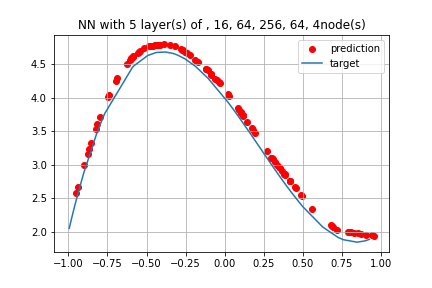 NN with 5 layer(s) of , 16, 64, 256, 64, 4node(s)
prediction
target
4.5
4.0
3.5
3.0
2.5
2.0
−1.00 −0.75 −0.50 −0.25 0.00 0.25 0.50 0.75 1.00